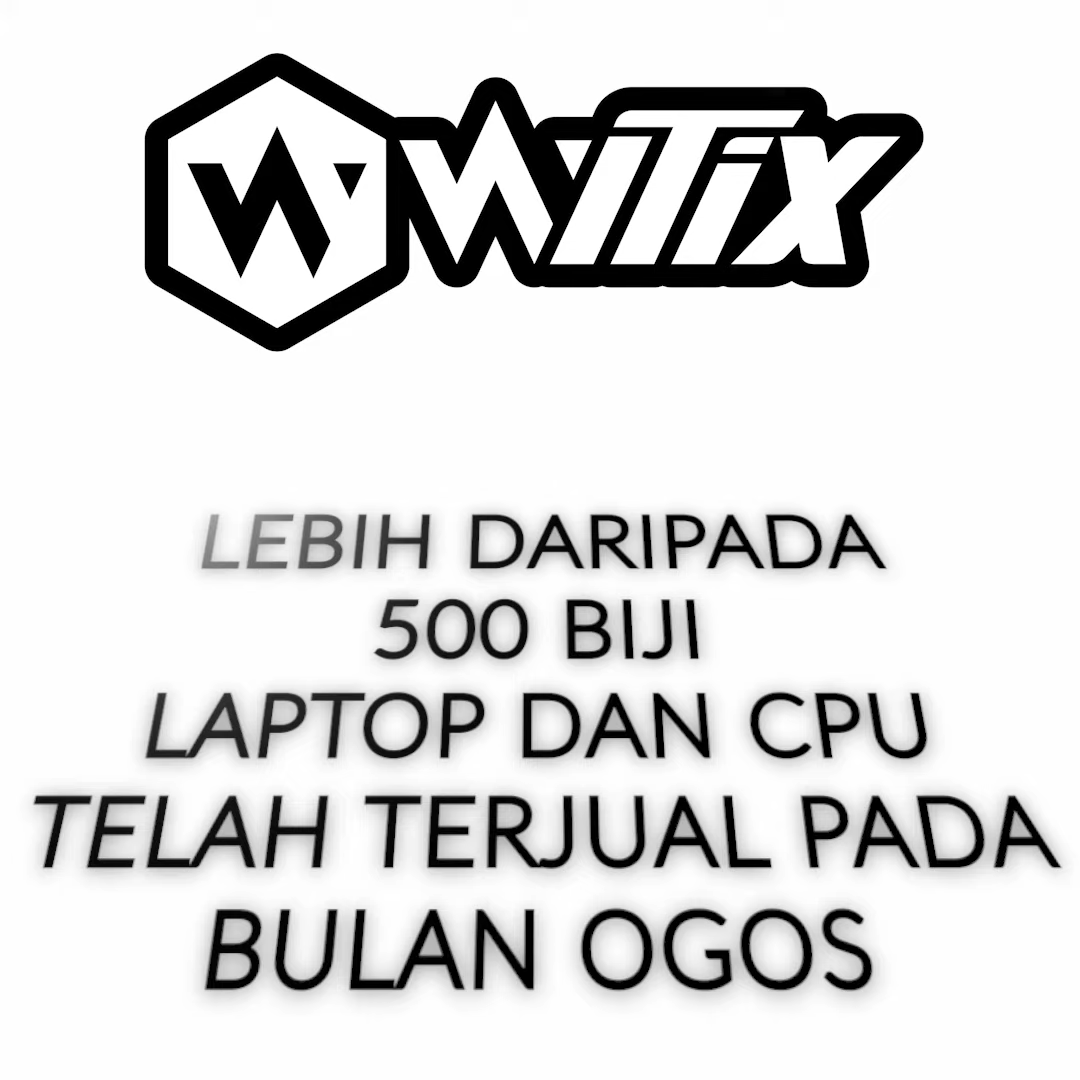 WiTix
LEBIH DARIPADA
500 BIJI
LAPTOP DAN CPU
TELAH TERJUAL PADA
BULAN OGOS